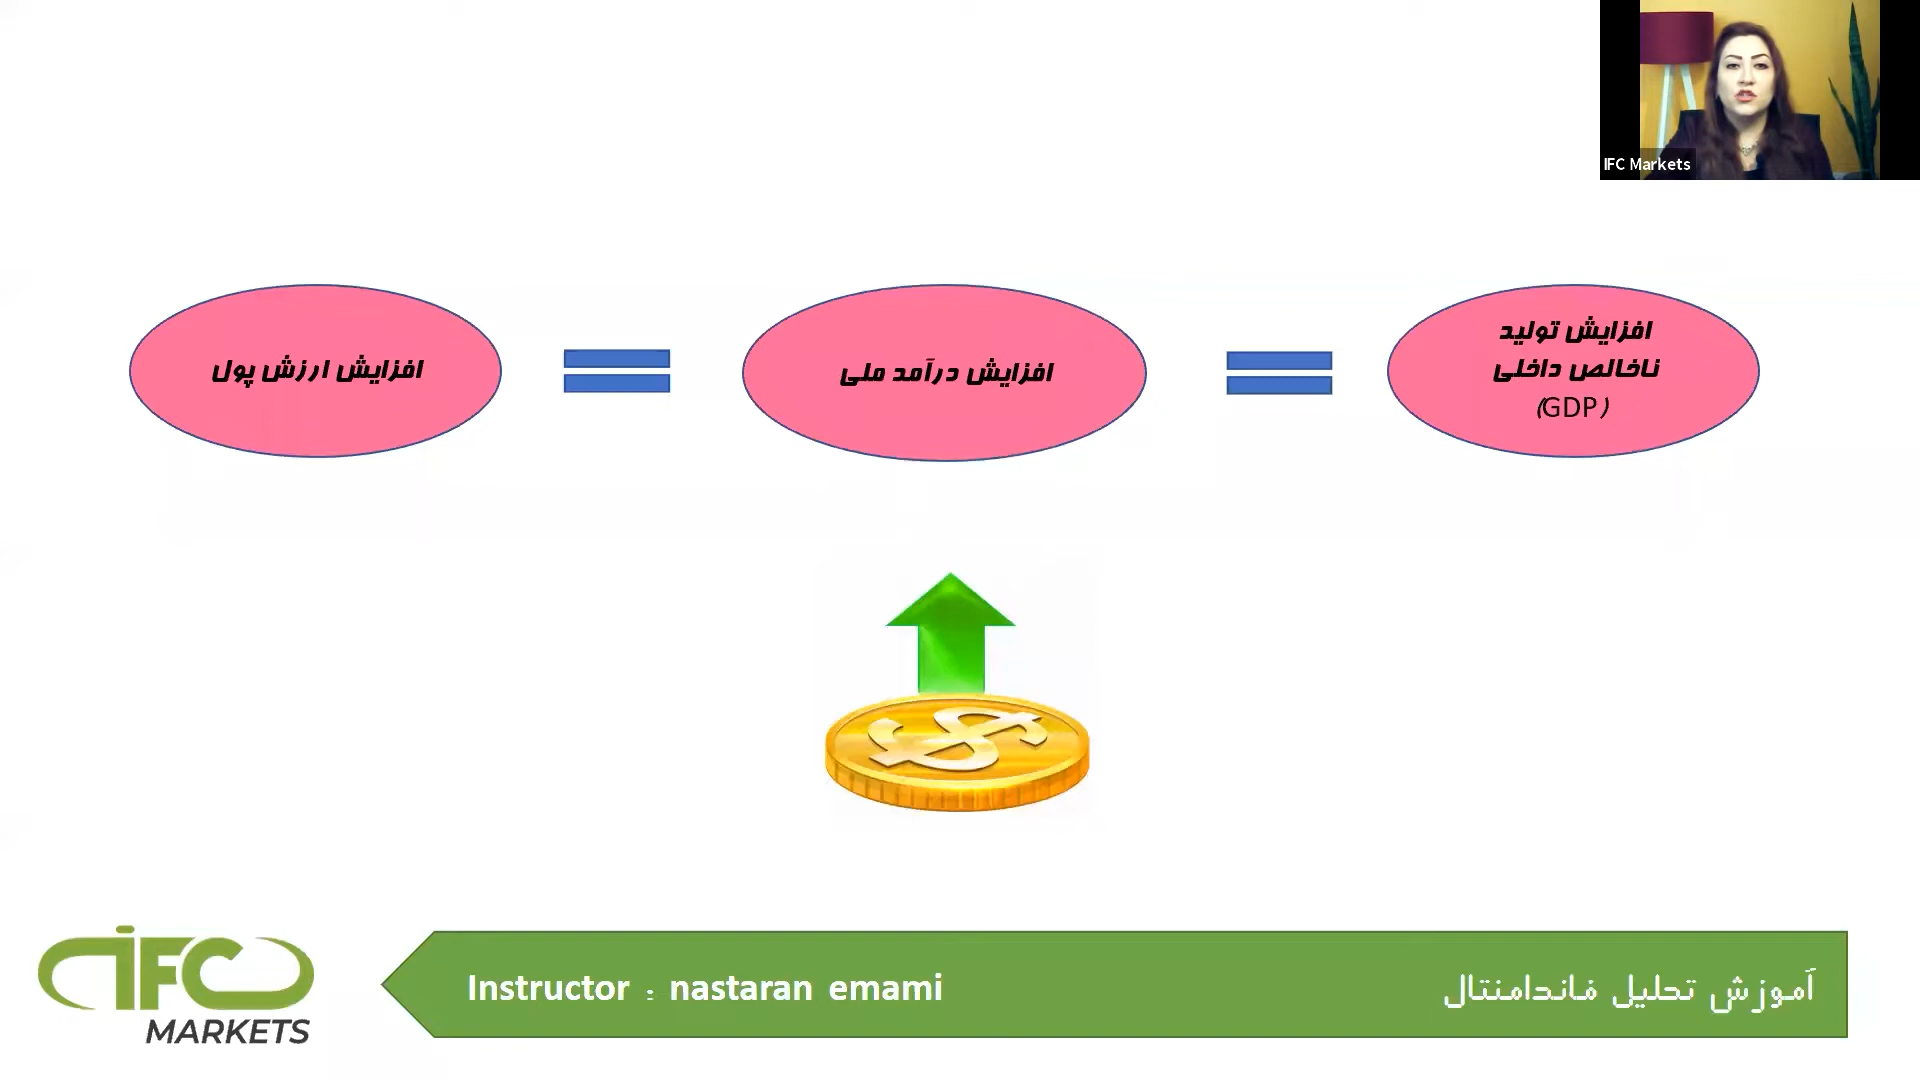 IFC Markets
افزایش تولید
ناخالص داخلی
(GDP)
افزایش درآمد ملی
افزایش ارزش پول
IFC
MARKETS
Instructor : nastaran emami
آموزش تحلیل فاندامنتال